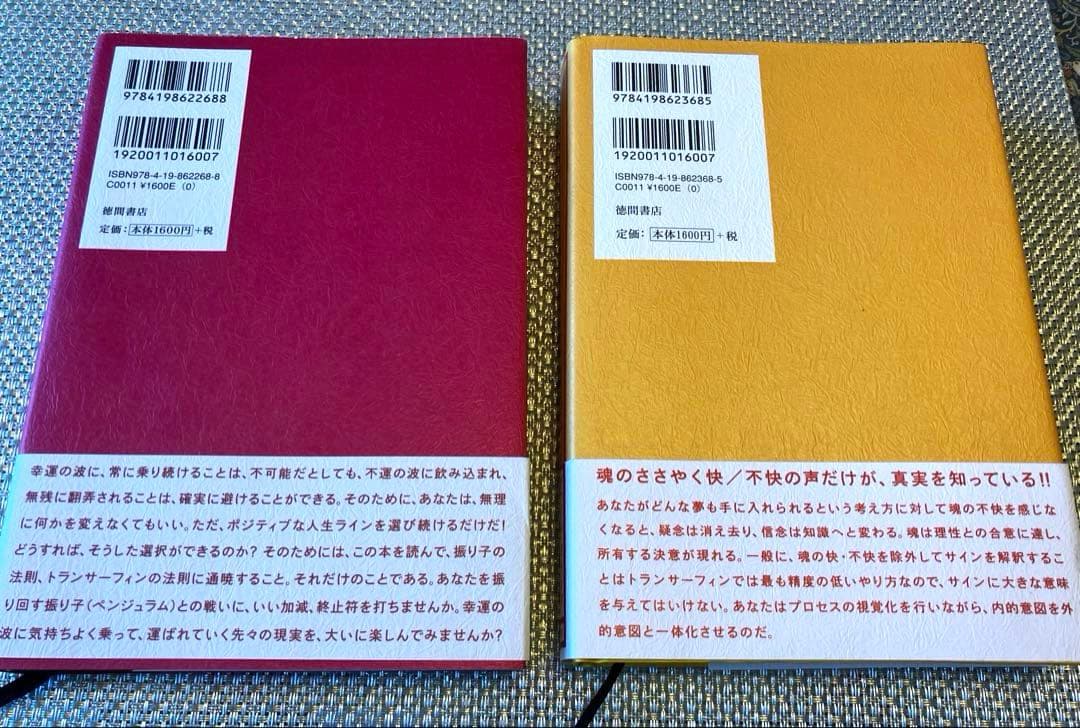 9784198622688
1920011016007
ISBN978-4-19-862268-8
C0011 ¥1600E (0)
徳間書店
定価：本体1600円＋税
幸運の波に、常に乗り続けることは、不可能だとしても、不運の波に飲み込まれ、
無残に翻弄されることは、確実に避けることができる。そのために、あなたは、無理
に何かを変えなくてもいい。ただ、ポジティブな人生ラインを選び続けるだけだ!
どうすれば、そうした選択ができるのか? そのためには、この本を読んで、振り子の
法則、トランサーフィンの法則に通暁すること。それだけのことである。あなたを振
り回す振り子(ペンジュラム)との戦いに、いい加減、終止符を打ちませんか。幸運の
波に気持ちよく乗って、運ばれていく先々の現実を、大いに楽しんでみませんか?
9784198623685
1920011016007
ISBN978-4-19-862368-5
C0011 ¥1600E (0)
徳間書店
定価：本体1600円＋税
魂のささやく快／不快の声だけが、真実を知っている!!
あなたがどんな夢も手に入れられるという考え方に対して魂の不快を感じな
くなると、疑念は消え去り、信念は知識へと変わる。魂は理性との合意に達し、
所有する決意が現れる。一般に、魂の快・不快を除外してサインを解釈するこ
とはトランサーフィンでは最も精度の低いやり方なので、サインに大きな意味
を与えてはいけない。あなたはプロセスの視覚化を行いながら、内的意図を外
的意図と一体化させるのだ。